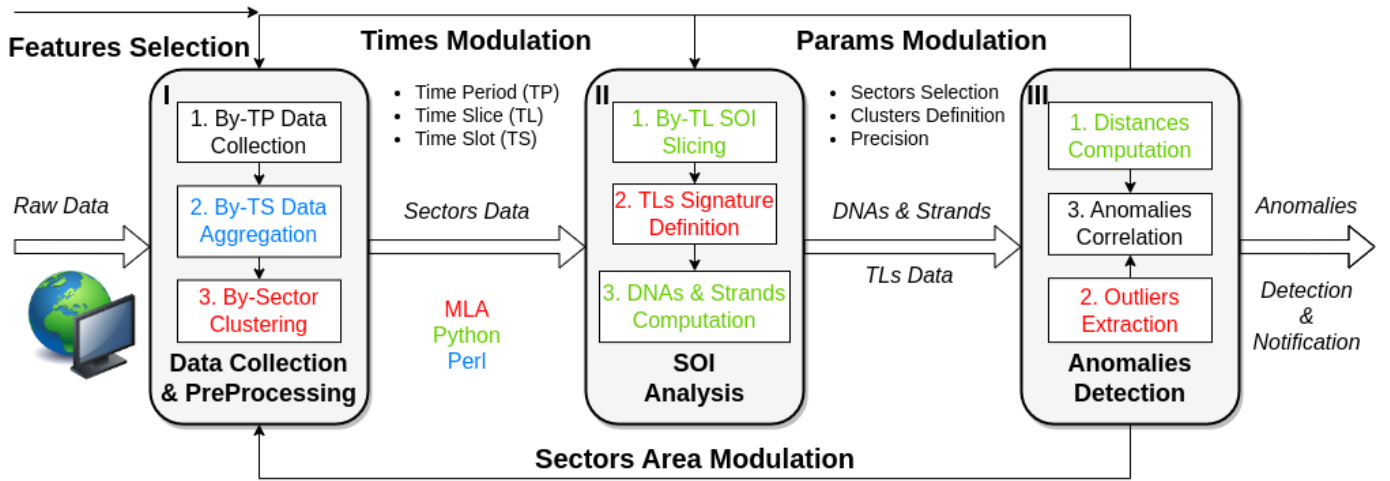 Features Selection
Times Modulation
Params Modulation
Raw Data
I
1. By-TP Data
Collection
2. By-TS Data
Aggregation
3. By-Sector
Clustering
Data Collection
& PreProcessing
• Time Period (TP)
• Time Slice (TL)
• Time Slot (TS)
Sectors Data
MLA
Python
Perl
II
1. By-TL SOI
Slicing
2. TLs Signature
Definition
3. DNAs & Strands
Computation
SOI
Analysis
• Sectors Selection
• Clusters Definition
• Precision
DNAs & Strands
TLs Data
III
1. Distances
Computation
3. Anomalies
Correlation
2. Outliers
Extraction
Anomalies
Detection
Anomalies
Detection
&
Notification
Sectors Area Modulation